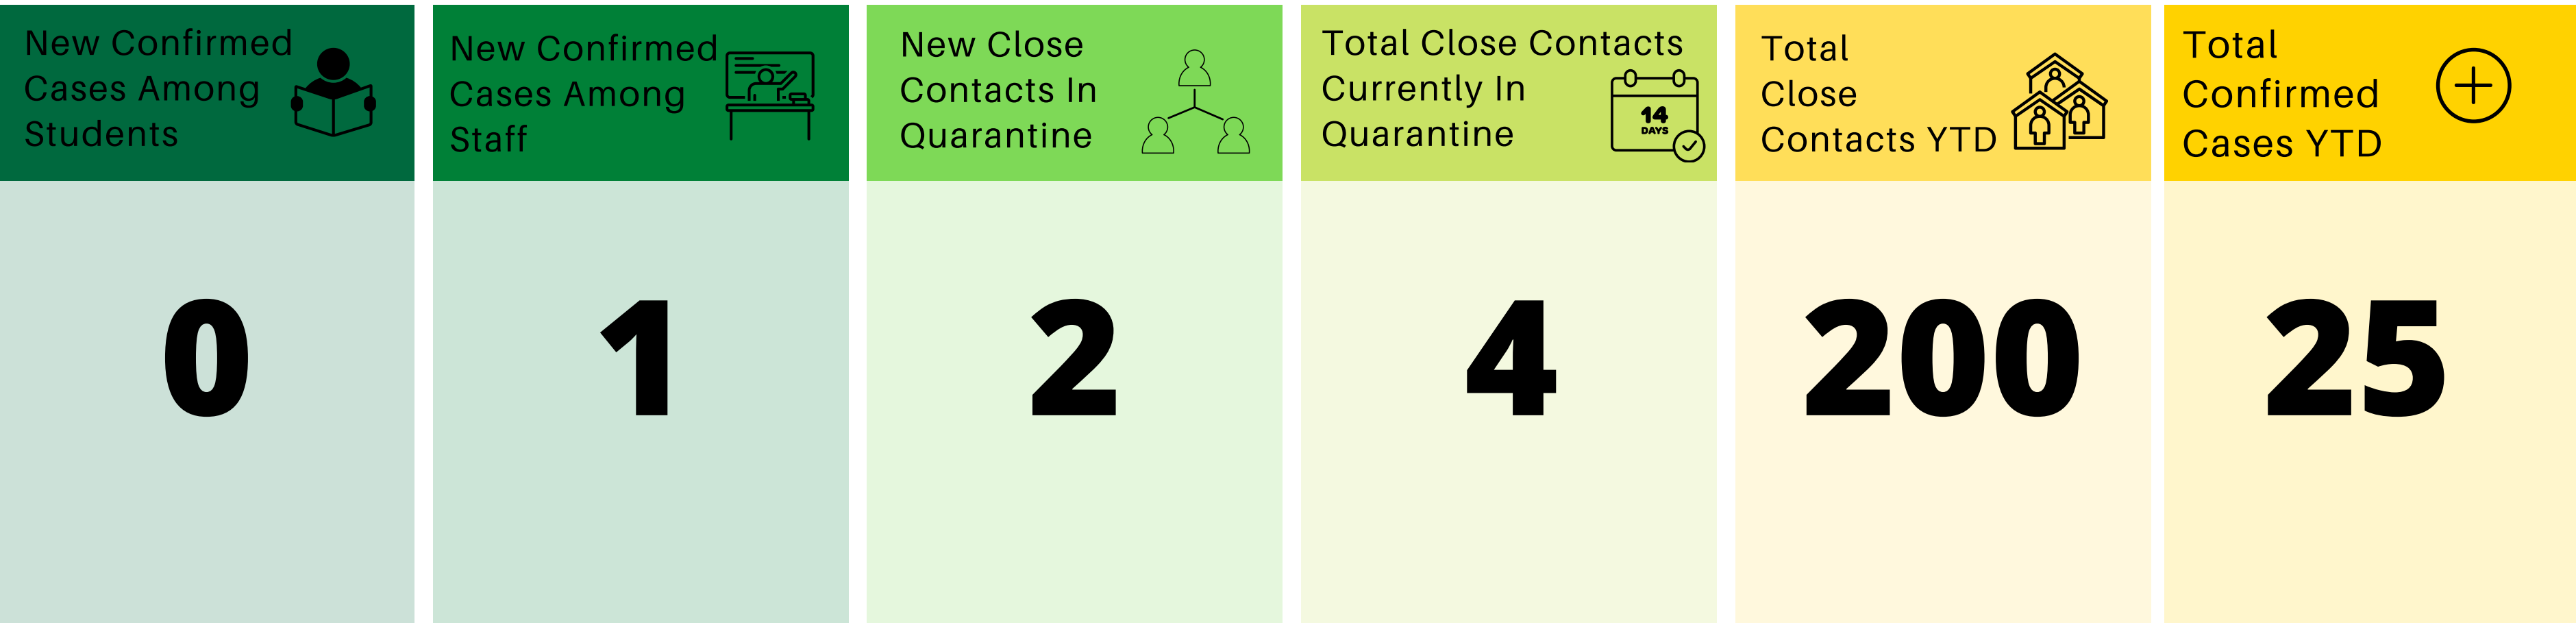 New Confirmed
Cases Among
Students
0
New Confirmed
Cases Among
Staff
1
New Close
Contacts In
Quarantine
2
Total Close Contacts
Currently In
Quarantine
14
DAYS
4
Total
Close
Contacts YTD
200
Total
Confirmed
Cases YTD
25